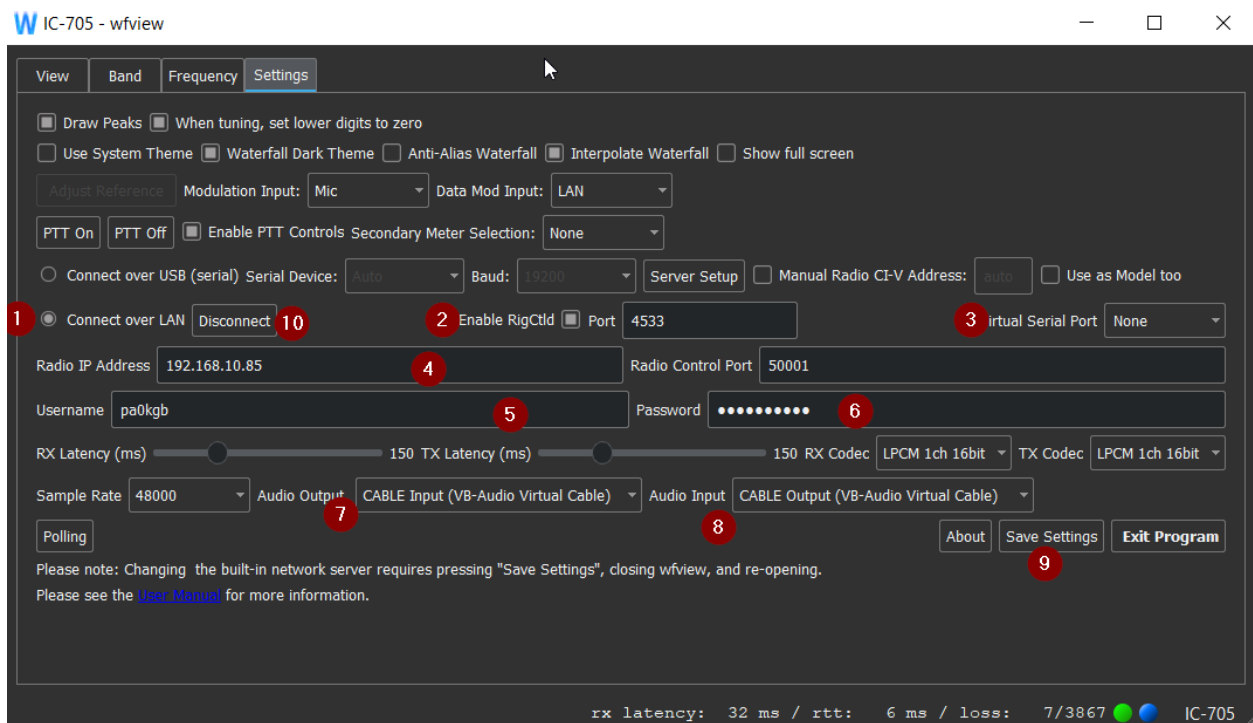 W IC-705 - wfview
View Band Frequency Settings
Draw Peaks When tuning, set lower digits to zero
Use System Theme Waterfall Dark Theme Anti-Alias Waterfall Interpolate Waterfall Show full screen
Adjust Reference Modulation Input: Mic Data Mod Input: LAN
PTT On PTT Off Enable PTT Controls Secondary Meter Selection: None
Connect over USB (serial) Serial Device: Auto Baud: 19200 Server Setup Manual Radio CI-V Address: auto Use as Model too
1 Connect over LAN Disconnect 10 2 Enable RigCtld Port 4533 3 irtual Serial Port None
Radio IP Address 192.168.10.85 4 Radio Control Port 50001
Username pa0kgb 5 Password ●●●●●●●●●● 6
RX Latency (ms) 150 TX Latency (ms) 150 RX Codec LPCM 1ch 16bit TX Codec LPCM 1ch 16bit
Sample Rate 48000 Audio Output 7 CABLE Input (VB-Audio Virtual Cable) Audio Input 8 CABLE Output (VB-Audio Virtual Cable)
Polling About Save Settings 9 Exit Program
Please note: Changing the built-in network server requires pressing "Save Settings", closing wfview, and re-opening.
Please see the User Manual for more information.
rx latency: 32 ms / rtt: 6 ms / loss: 7/3867 IC-705